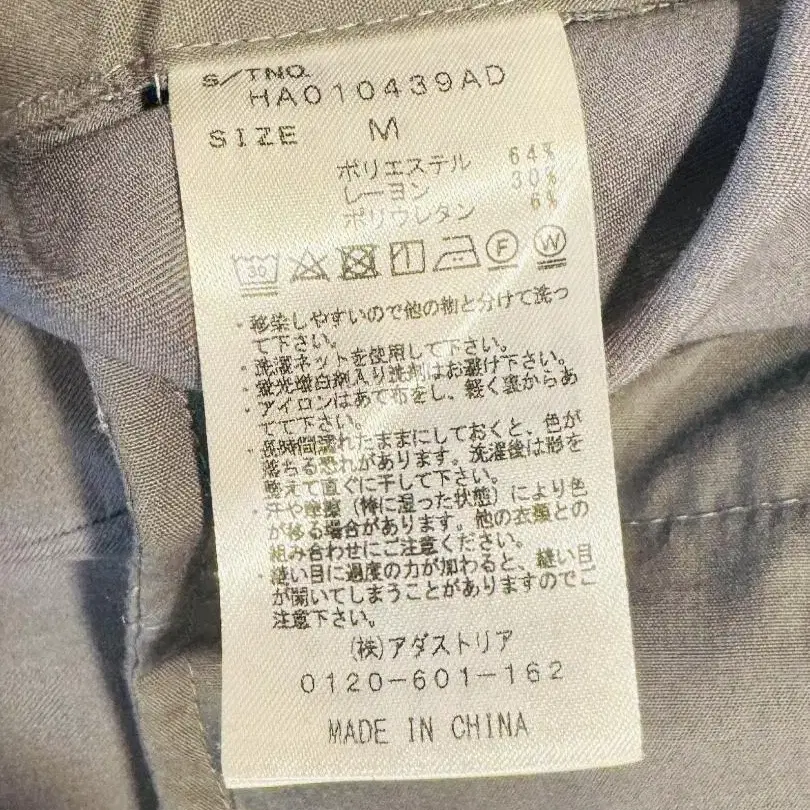 S/TNO.
HA010439AD
SIZE M
ポリエステル 64%
レーヨン 30%
ポリウレタン 6%
30 F W
・移染しやすいので他の物と分けて洗っ
て下さい。
・洗濯ネットを使用して下さい。
・蛍光増白剤入り洗剤はお避け下さい。
・アイロンはあて布をし、軽く裏からあ
てて下さい。
・長時間濡れたままにしておくと、色が
落ちる恐れがあります。洗濯後は形を
整えて直ぐに干して下さい。
・汗や摩擦（特に湿った状態）により色
が移る場合があります。他の衣類との
組み合わせにご注意ください。
・縫い目に過度の力が加わると、縫い目
が開いてしまうことがありますのでご
注意下さい。
(株)アダストリア
0120-601-162
MADE IN CHINA